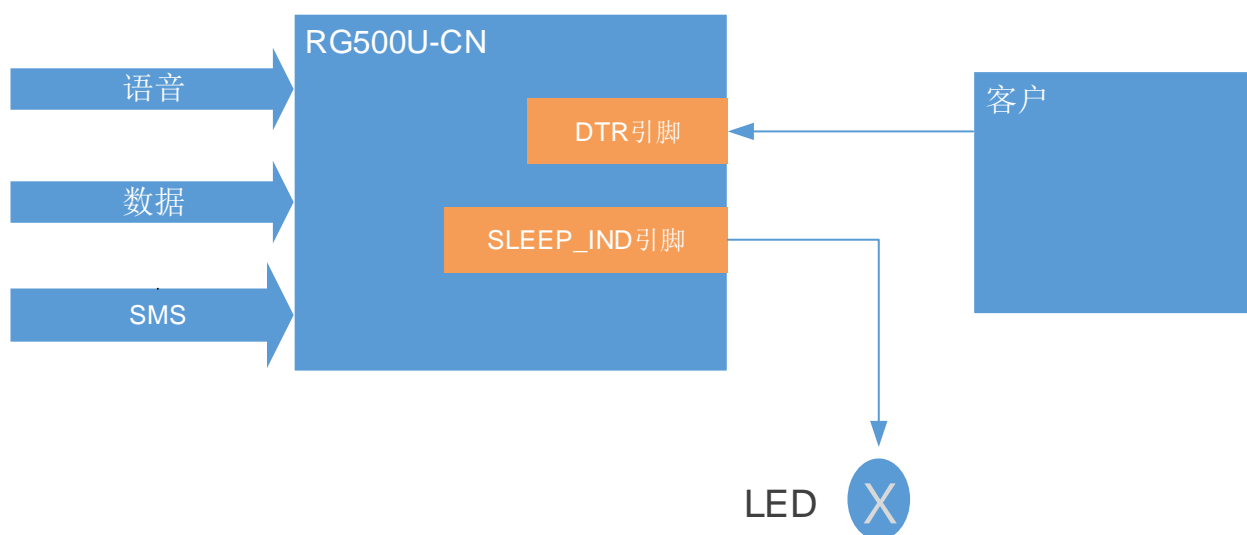 RG500U-CN
语音
客户
DTR引脚
数据
SLEEP_IND引脚
SMS
LED
X